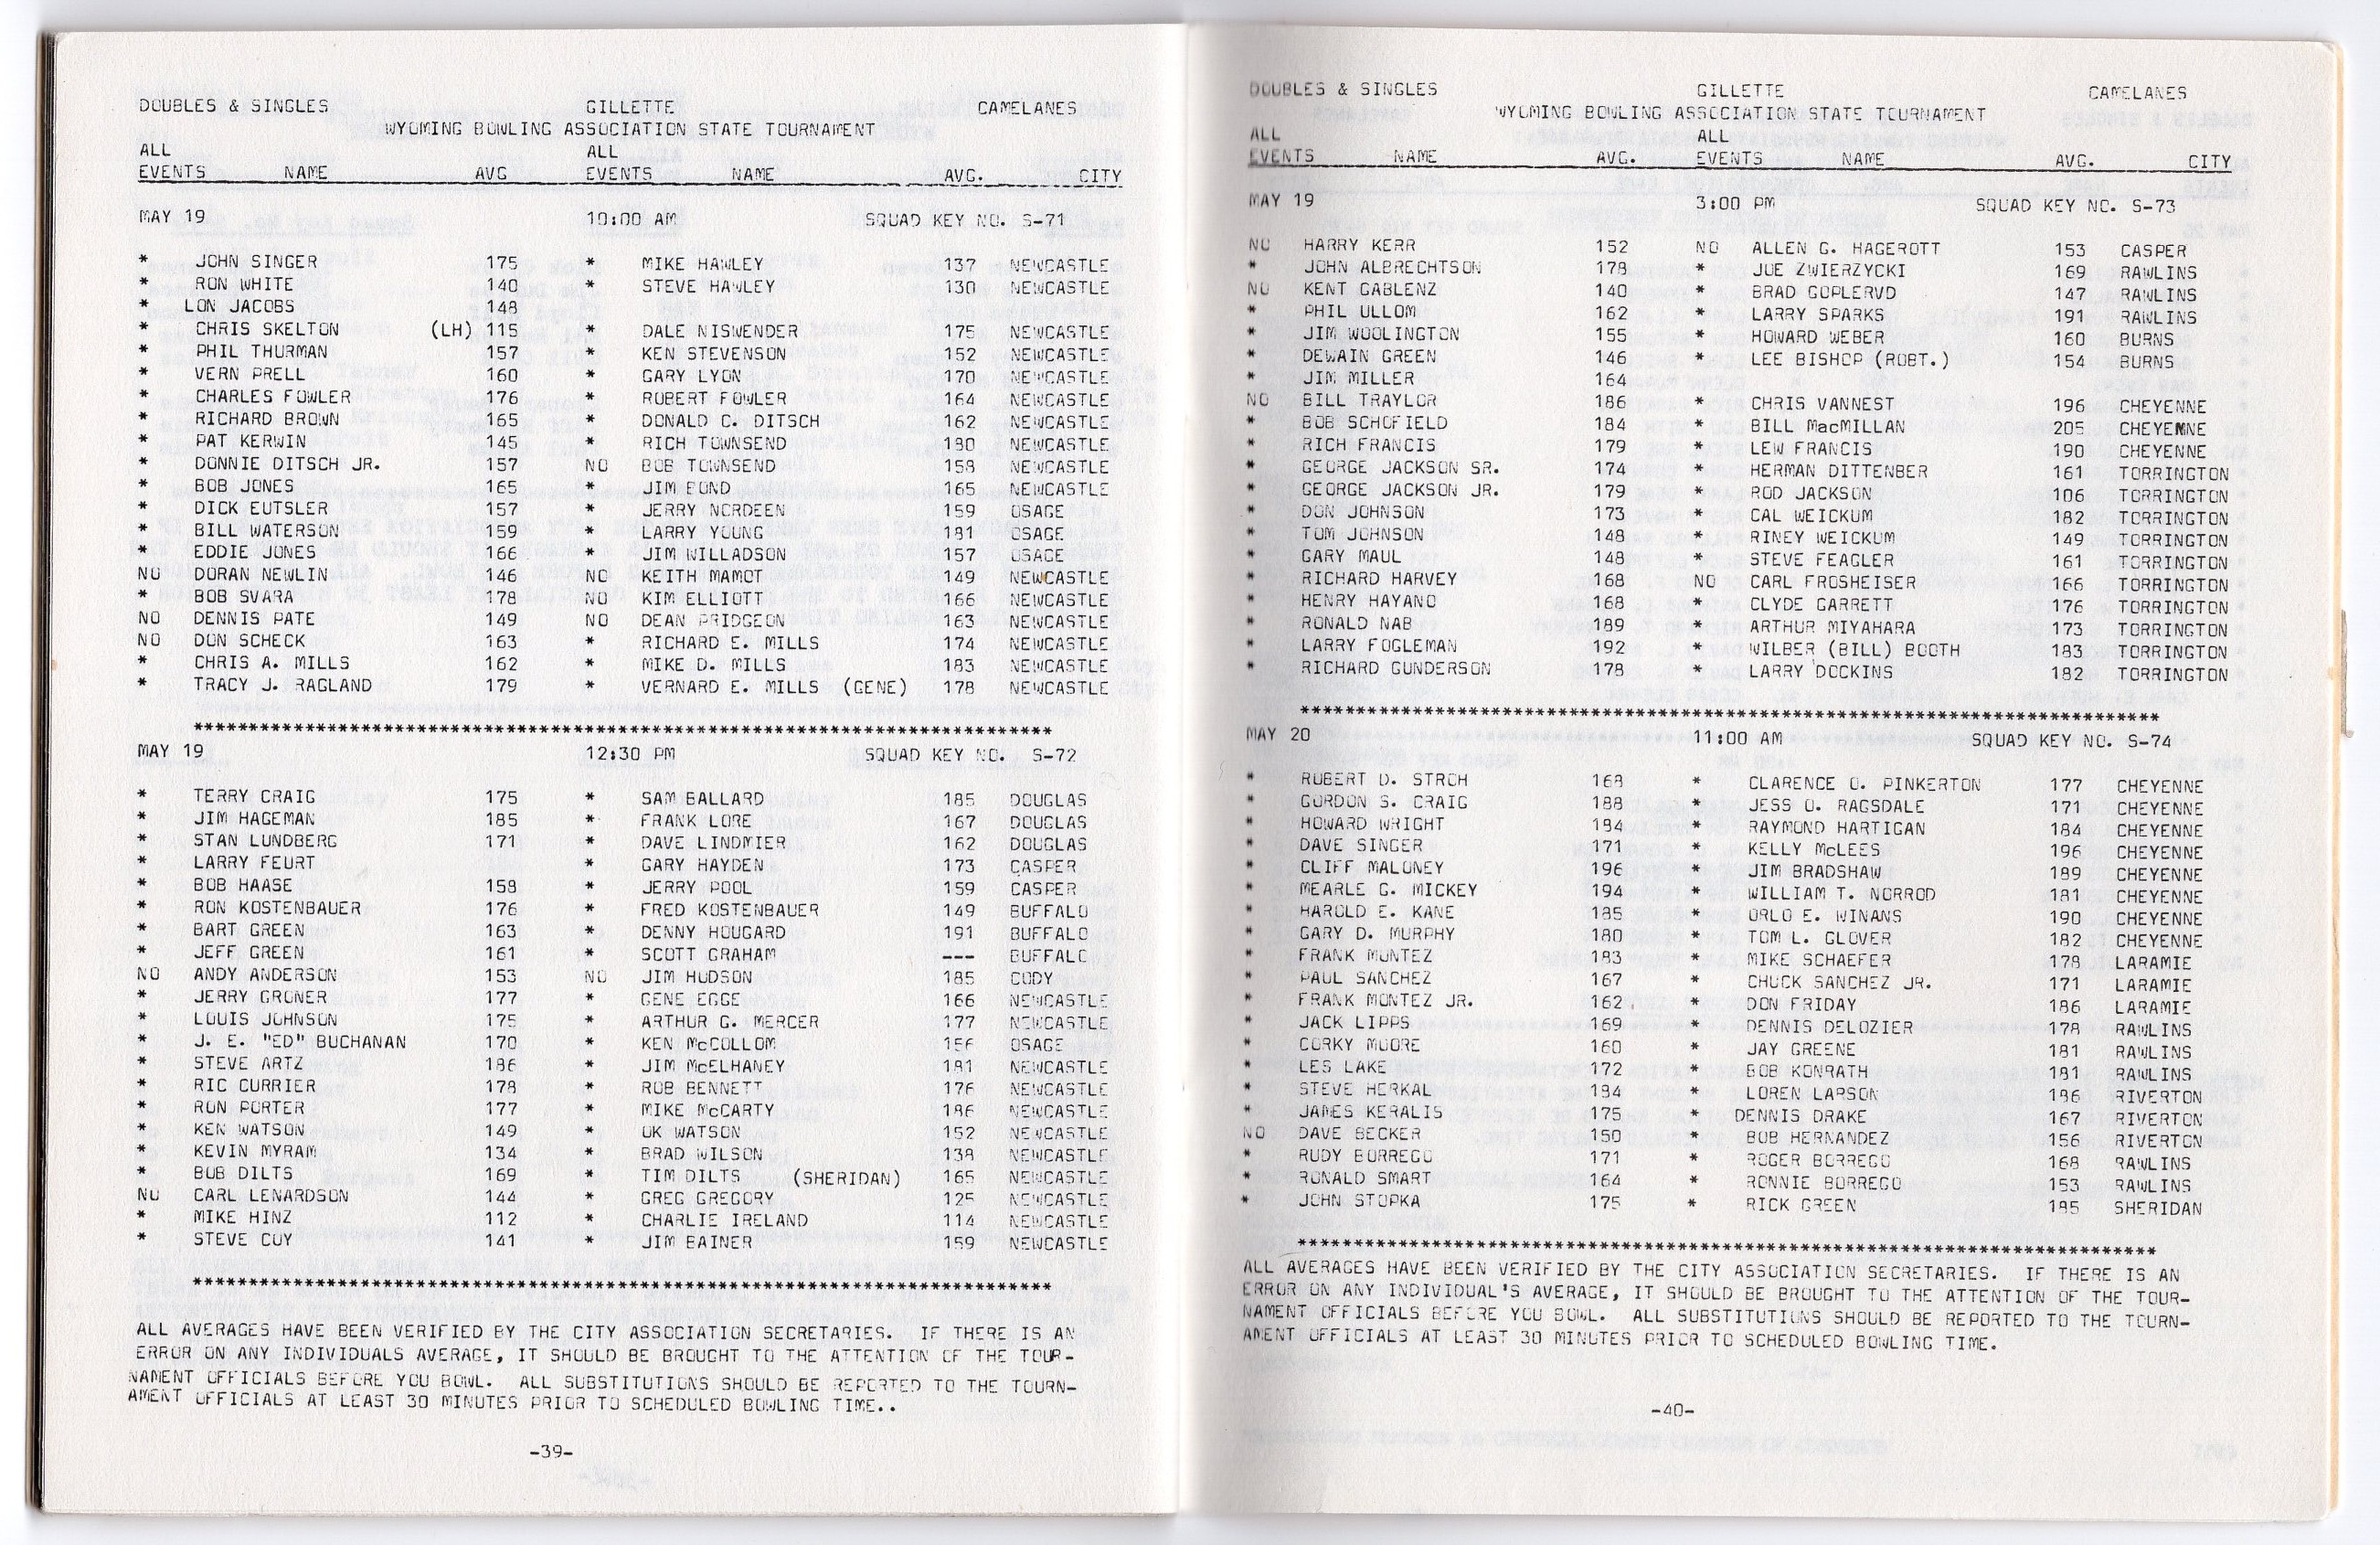 DOUBLES & SINGLES GILLETTE CAMELANES
WYOMING BOWLING ASSOCIATION STATE TOURNAMENT
ALL ALL
EVENTS NAME AVG EVENTS NAME AVG. CITY
MAY 19 10:00 AM SQUAD KEY NO. S-71
* JOHN SINGER 175 * MIKE HAWLEY 137 NEWCASTLE
* RON WHITE 140 * STEVE HAWLEY 130 NEWCASTLE
* LON JACOBS 148
* CHRIS SKELTON (LH) 115 * DALE NISWENDER 175 NEWCASTLE
* PHIL THURMAN 157 * KEN STEVENSON 152 NEWCASTLE
* VERN PRELL 160 * GARY LYON 170 NEWCASTLE
* CHARLES FOWLER 176 * ROBERT FOWLER 164 NEWCASTLE
* RICHARD BROWN 165 * DONALD C. DITSCH 162 NEWCASTLE
* PAT KERWIN 145 * RICH TOWNSEND 180 NEWCASTLE
* DONNIE DITSCH JR. 157 NO BOB TOWNSEND 158 NEWCASTLE
* BOB JONES 165 * JIM BOND 165 NEWCASTLE
* DICK EUTSLER 157 * JERRY NORDEEN 159 OSAGE
* BILL WATERSON 159 * LARRY YOUNG 181 OSAGE
* EDDIE JONES 166 * JIM WILLADSON 157 OSAGE
NO DORAN NEWLIN 146 NO KEITH MAMOT 149 NEWCASTLE
* BOB SVARA 178 NO KIM ELLIOTT 166 NEWCASTLE
NO DENNIS PATE 149 NO DEAN PRIDGEON 163 NEWCASTLE
NO DON SCHECK 163 * RICHARD E. MILLS 174 NEWCASTLE
* CHRIS A. MILLS 162 * MIKE D. MILLS 183 NEWCASTLE
* TRACY J. RAGLAND 179 * VERNARD E. MILLS (GENE) 178 NEWCASTLE
*****************************************************************************
MAY 19 12:30 PM SQUAD KEY NO. S-72
* TERRY CRAIG 175 * SAM BALLARD 185 DOUGLAS
* JIM HAGEMAN 185 * FRANK LORE 167 DOUGLAS
* STAN LUNDBERG 171 * DAVE LINDMIER 162 DOUGLAS
* LARRY FEURT * GARY HAYDEN 173 CASPER
* BOB HAASE 158 * JERRY POOL 159 CASPER
* RON KOSTENBAUER 176 * FRED KOSTENBAUER 149 BUFFALO
* BART GREEN 163 * DENNY HOUGARD 191 BUFFALO
* JEFF GREEN 161 * SCOTT GRAHAM --- BUFFALO
NO ANDY ANDERSON 153 NO JIM HUDSON 185 CODY
* JERRY GRONER 177 * GENE EGGE 166 NEWCASTLE
* LOUIS JOHNSON 175 * ARTHUR G. MERCER 177 NEWCASTLE
* J. E. "ED" BUCHANAN 170 * KEN McCOLLOM 156 OSAGE
* STEVE ARTZ 186 * JIM McELHANEY 181 NEWCASTLE
* RIC CURRIER 178 * ROB BENNETT 176 NEWCASTLE
* RON PORTER 177 * MIKE McCARTY 186 NEWCASTLE
* KEN WATSON 149 * OK WATSON 152 NEWCASTLE
* KEVIN MYRAM 134 * BRAD WILSON 138 NEWCASTLE
* BOB DILTS 169 * TIM DILTS (SHERIDAN) 165 NEWCASTLE
NO CARL LENARDSON 144 * GREG GREGORY 125 NEWCASTLE
* MIKE HINZ 112 * CHARLIE IRELAND 114 NEWCASTLE
* STEVE COY 141 * JIM BAINER 159 NEWCASTLE
*****************************************************************************
ALL AVERAGES HAVE BEEN VERIFIED BY THE CITY ASSOCIATION SECRETARIES. IF THERE IS AN
ERROR ON ANY INDIVIDUALS AVERAGE, IT SHOULD BE BROUGHT TO THE ATTENTION OF THE TOUR-
NAMENT OFFICIALS BEFORE YOU BOWL. ALL SUBSTITUTIONS SHOULD BE REPORTED TO THE TOURN-
AMENT OFFICIALS AT LEAST 30 MINUTES PRIOR TO SCHEDULED BOWLING TIME..
-39-
DOUBLES & SINGLES GILLETTE CAMELANES
WYOMING BOWLING ASSOCIATION STATE TOURNAMENT
ALL ALL
EVENTS NAME AVG. EVENTS NAME AVG. CITY
MAY 19 3:00 PM SQUAD KEY NO. S-73
NO HARRY KERR 152 NO ALLEN G. HAGEROTT 153 CASPER
* JOHN ALBRECHTSON 178 * JOE ZWIERZYCKI 169 RAWLINS
NO KENT GABLENZ 140 * BRAD GOPLERVD 147 RAWLINS
* PHIL ULLOM 162 * LARRY SPARKS 191 RAWLINS
* JIM WOOLINGTON 155 * HOWARD WEBER 160 BURNS
* DEWAIN GREEN 146 * LEE BISHOP (ROBT.) 154 BURNS
* JIM MILLER 164
NO BILL TRAYLOR 186 * CHRIS VANNEST 196 CHEYENNE
* BOB SCHOFIELD 184 * BILL MacMILLAN 205 CHEYENNE
* RICH FRANCIS 179 * LEW FRANCIS 190 CHEYENNE
* GEORGE JACKSON SR. 174 * HERMAN DITTENBER 161 TORRINGTON
* GEORGE JACKSON JR. 179 * ROD JACKSON 106 TORRINGTON
* DON JOHNSON 173 * CAL WEICKUM 182 TORRINGTON
* TOM JOHNSON 148 * RINEY WEICKUM 149 TORRINGTON
* GARY MAUL 148 * STEVE FEAGLER 161 TORRINGTON
* RICHARD HARVEY 168 NO CARL FROSHEISER 166 TORRINGTON
* HENRY HAYANO 168 * CLYDE GARRETT 176 TORRINGTON
* RONALD NAB 189 * ARTHUR MIYAHARA 173 TORRINGTON
* LARRY FOGLEMAN 192 * WILBER (BILL) BOOTH 183 TORRINGTON
* RICHARD GUNDERSON 178 * LARRY DOCKINS 182 TORRINGTON
*****************************************************************************
MAY 20 11:00 AM SQUAD KEY NO. S-74
* ROBERT D. STROH 168 * CLARENCE O. PINKERTON 177 CHEYENNE
* GORDON S. CRAIG 188 * JESS O. RAGSDALE 171 CHEYENNE
* HOWARD WRIGHT 184 * RAYMOND HARTIGAN 184 CHEYENNE
* DAVE SINGER 171 * KELLY McLEES 196 CHEYENNE
* CLIFF MALONEY 196 * JIM BRADSHAW 189 CHEYENNE
* MEARLE G. MICKEY 194 * WILLIAM T. NORROD 181 CHEYENNE
* HAROLD E. KANE 185 * ORLO E. WINANS 190 CHEYENNE
* GARY D. MURPHY 180 * TOM L. GLOVER 182 CHEYENNE
* FRANK MONTEZ 183 * MIKE SCHAEFER 178 LARAMIE
* PAUL SANCHEZ 167 * CHUCK SANCHEZ JR. 171 LARAMIE
* FRANK MONTEZ JR. 162 * DON FRIDAY 186 LARAMIE
* JACK LIPPS 169 * DENNIS DELOZIER 178 RAWLINS
* CORKY MOORE 160 * JAY GREENE 181 RAWLINS
* LES LAKE 172 * BOB KONRATH 181 RAWLINS
* STEVE HERKAL 184 * LOREN LARSON 186 RIVERTON
* JAMES KERALIS 175 * DENNIS DRAKE 167 RIVERTON
NO DAVE BECKER 150 * BOB HERNANDEZ 156 RIVERTON
* RUDY BORREGO 171 * ROGER BORREGO 168 RAWLINS
* RONALD SMART 164 * RONNIE BORREGO 153 RAWLINS
* JOHN STOPKA 175 * RICK GREEN 185 SHERIDAN
*****************************************************************************
ALL AVERAGES HAVE BEEN VERIFIED BY THE CITY ASSOCIATION SECRETARIES. IF THERE IS AN
ERROR ON ANY INDIVIDUAL'S AVERAGE, IT SHOULD BE BROUGHT TO THE ATTENTION OF THE TOUR-
NAMENT OFFICIALS BEFORE YOU BOWL. ALL SUBSTITUTIONS SHOULD BE REPORTED TO THE TOURN-
AMENT OFFICIALS AT LEAST 30 MINUTES PRIOR TO SCHEDULED BOWLING TIME.
-40-